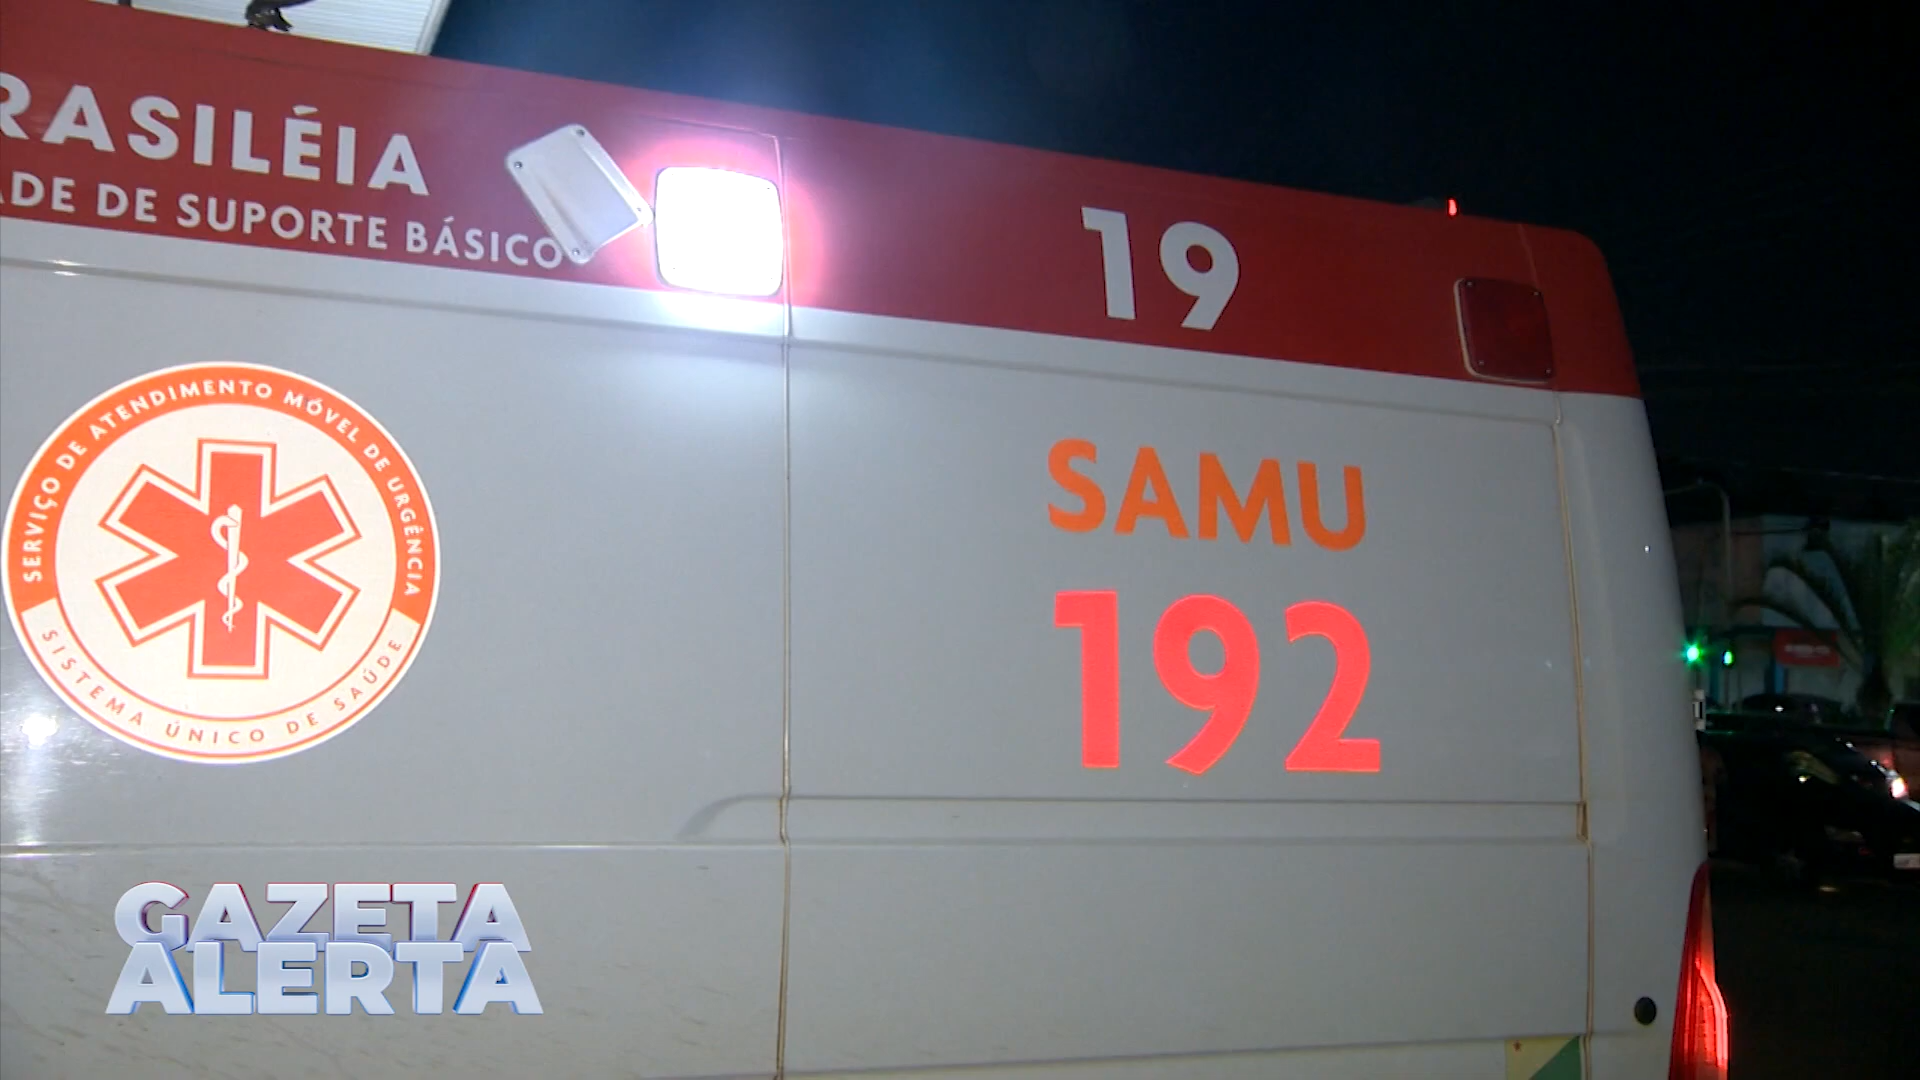 RASILÉIA
ADE DE SUPORTE BÁSICO
19
SERVIÇO DE ATENDIMENTO MÓVEL DE URGÊNCIA
SISTEMA ÚNICO DE SAÚDE
SAMU
192
GAZETA
ALERTA